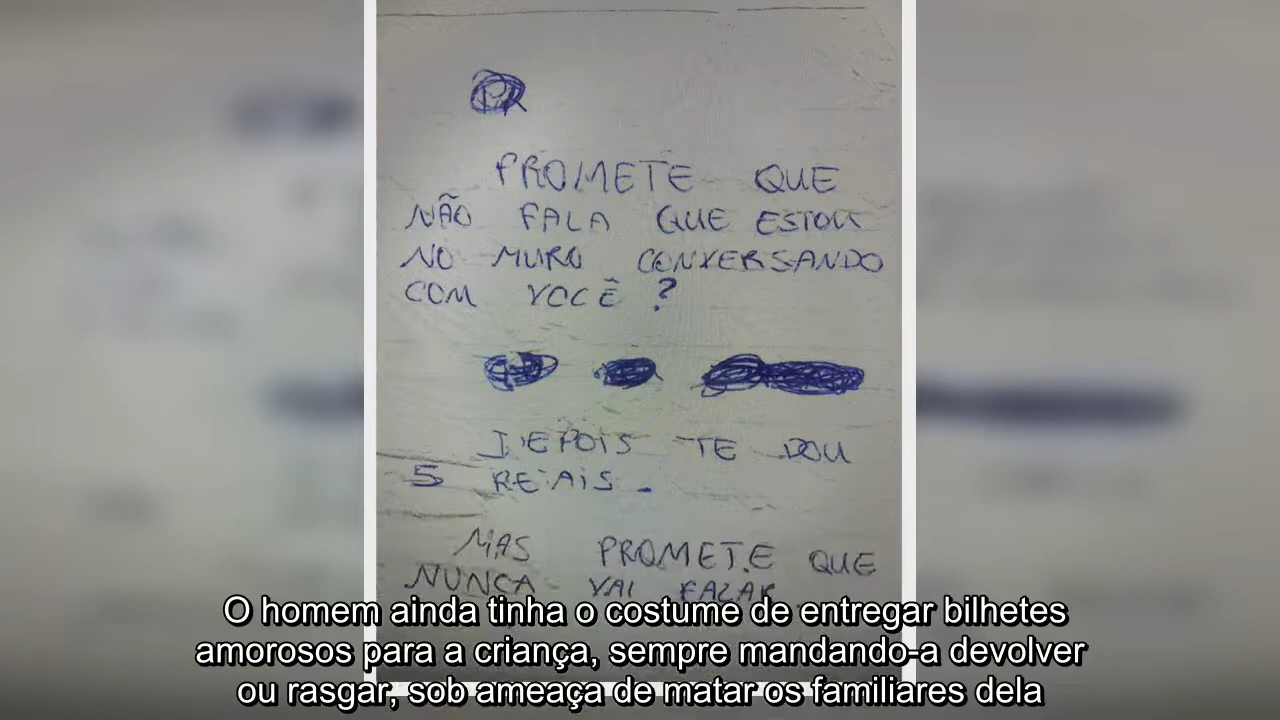 PROMETE QUE
NÃO FALA QUE ESTOU
NO MURO CONVERSANDO
COM VOCÊ ?
DEPOIS TE DOU
5 REAIS.
MAS PROMETE QUE
NUNCA VAI FALAR
O homem ainda tinha o costume de entregar bilhetes
amorosos para a criança, sempre mandando-a devolver
ou rasgar, sob ameaça de matar os familiares dela